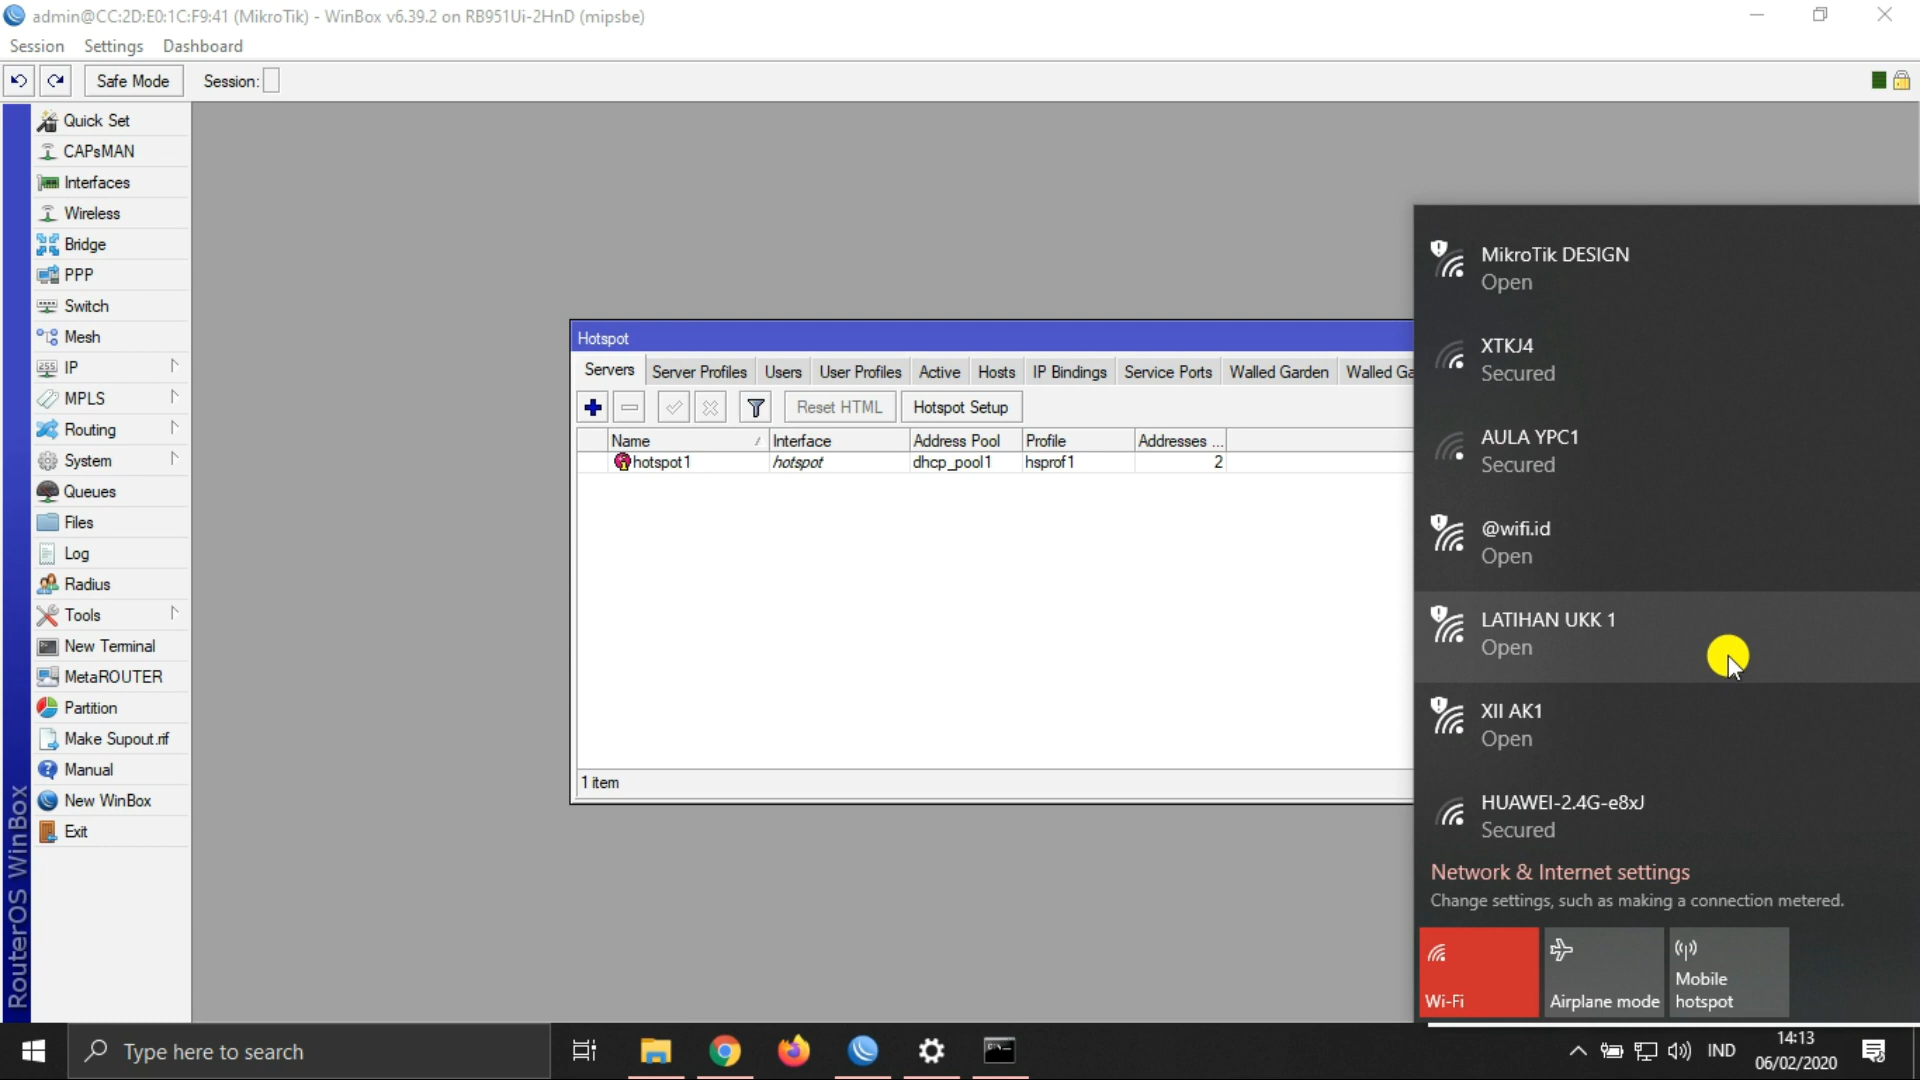 admin@CC:2D:E0:1C:F9:41 (MikroTik) - WinBox v6.39.2 on RB951Ui-2HnD (mipsbe)
Session Settings Dashboard
Safe Mode Session:
Quick Set
CAPsMAN
Interfaces
Wireless
Bridge
PPP
Switch
Mesh
IP
MPLS
Routing
System
Queues
Files
Log
Radius
Tools
New Terminal
MetaROUTER
Partition
Make Supout.rif
Manual
New WinBox
Exit
RouterOS WinBox
Hotspot
Servers Server Profiles Users User Profiles Active Hosts IP Bindings Service Ports Walled Garden Walled Ga
Reset HTML Hotspot Setup
Name Interface Address Pool Profile Addresses ...
hotspot1 hotspot dhcp_pool1 hsprof1 2
1 item
MikroTik DESIGN
Open
XTKJ4
Secured
AULA YPC1
Secured
@wifi.id
Open
LATIHAN UKK 1
Open
XII AK1
Open
HUAWEI-2.4G-e8xJ
Secured
Network & Internet settings
Change settings, such as making a connection metered.
Wi-Fi
Airplane mode
Mobile
hotspot
Type here to search
IND
14:13
06/02/2020